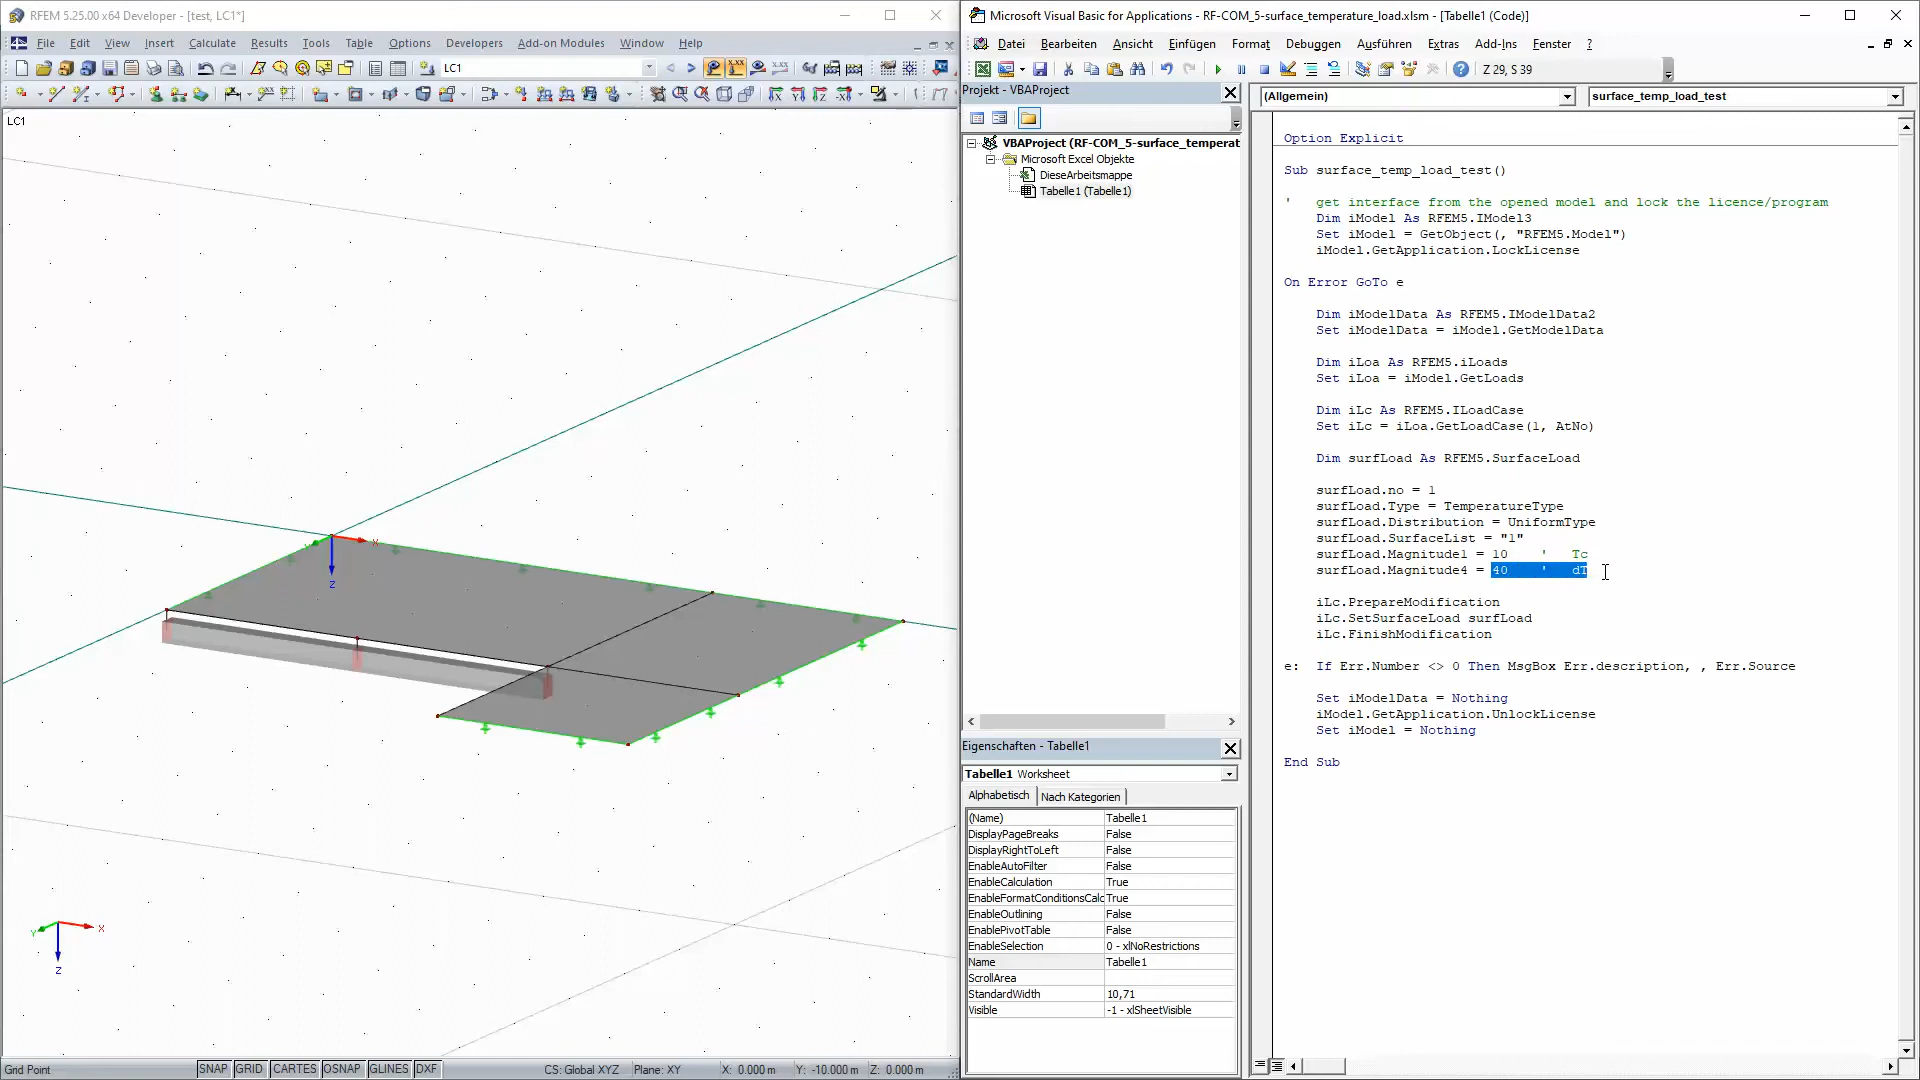 RFEM 5.25.00 x64 Developer - [test, LC1*]
File Edit View Insert Calculate Results Tools Table Options Developers Add-on Modules Window Help
LC1
LC1
X
Y
Z
X
Y
Z
Grid Point
SNAP GRID CARTES OSNAP GLINES DXF
CS: Global XYZ Plane: XY X: 0.000 m Y: -10.000 m Z: 0.000 m
Microsoft Visual Basic for Applications - RF-COM_5-surface_temperature_load.xlsm - [Tabelle1 (Code)]
Datei Bearbeiten Ansicht Einfügen Format Debuggen Ausführen Extras Add-Ins Fenster ?
Z 29, S 39
Projekt - VBAProject
VBAProject (RF-COM_5-surface_temperat
Microsoft Excel Objekte
DieseArbeitsmappe
Tabelle1 (Tabelle1)
Eigenschaften - Tabelle1
Tabelle1 Worksheet
Alphabetisch Nach Kategorien
(Name) Tabelle1
DisplayPageBreaks False
DisplayRightToLeft False
EnableAutoFilter False
EnableCalculation True
EnableFormatConditionsCalc True
EnableOutlining False
EnablePivotTable False
EnableSelection 0 - xlNoRestrictions
Name Tabelle1
ScrollArea
StandardWidth 10,71
Visible -1 - xlSheetVisible
(Allgemein) surface_temp_load_test
Option Explicit
Sub surface_temp_load_test()
' get interface from the opened model and lock the licence/program
Dim iModel As RFEM5.IModel3
Set iModel = GetObject(, "RFEM5.Model")
iModel.GetApplication.LockLicense
On Error GoTo e
Dim iModelData As RFEM5.IModelData2
Set iModelData = iModel.GetModelData
Dim iLoa As RFEM5.iLoads
Set iLoa = iModel.GetLoads
Dim iLc As RFEM5.ILoadCase
Set iLc = iLoa.GetLoadCase(1, AtNo)
Dim surfLoad As RFEM5.SurfaceLoad
surfLoad.no = 1
surfLoad.Type = TemperatureType
surfLoad.Distribution = UniformType
surfLoad.SurfaceList = "1"
surfLoad.Magnitude1 = 10 ' Tc
surfLoad.Magnitude4 = 40 ' dT
iLc.PrepareModification
iLc.SetSurfaceLoad surfLoad
iLc.FinishModification
e: If Err.Number <> 0 Then MsgBox Err.description, , Err.Source
Set iModelData = Nothing
iModel.GetApplication.UnlockLicense
Set iModel = Nothing
End Sub